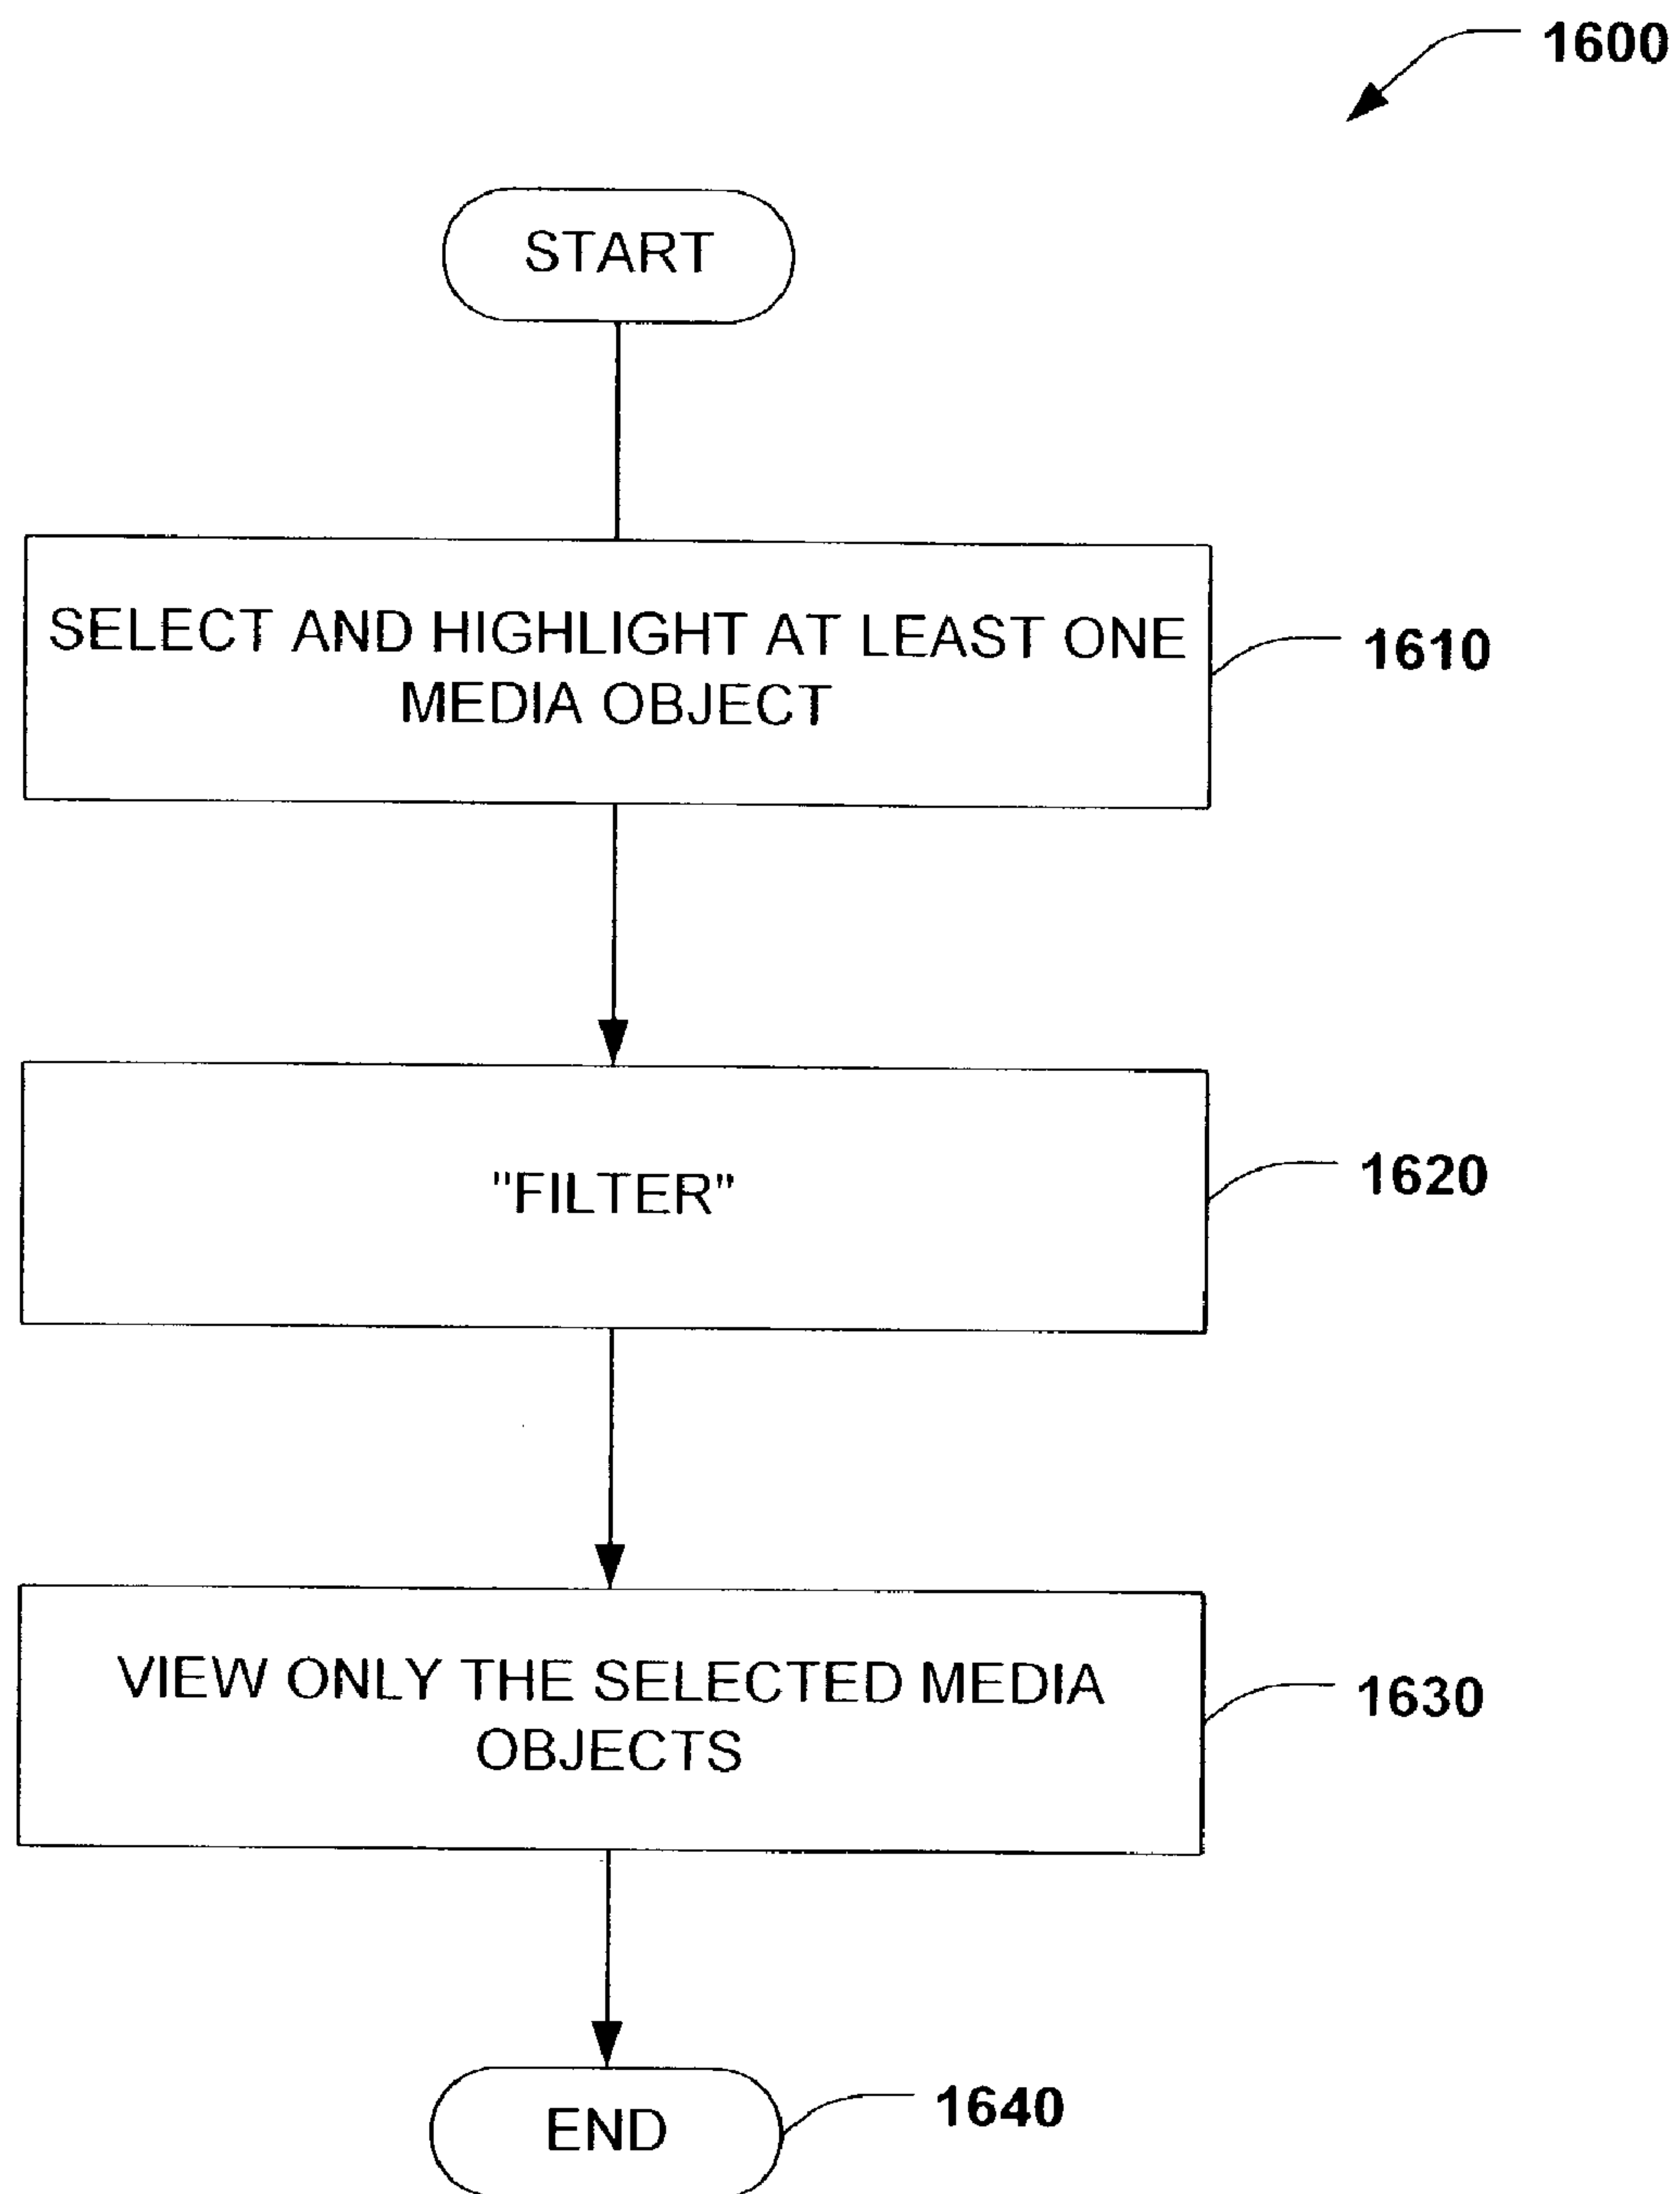 1600
START
SELECT AND HIGHLIGHT AT LEAST ONE
MEDIA OBJECT
1610
"FILTER"
1620
VIEW ONLY THE SELECTED MEDIA
OBJECTS
1630
END
1640